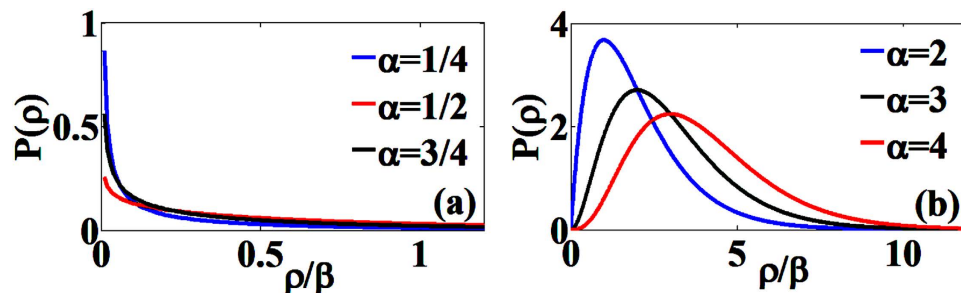 1
0.5
0
P(ρ)
α=1/4
α=1/2
α=3/4
(a)
0 0.5 1
ρ/β
4
2
0
P(ρ)
α=2
α=3
α=4
(b)
0 5 10
ρ/β